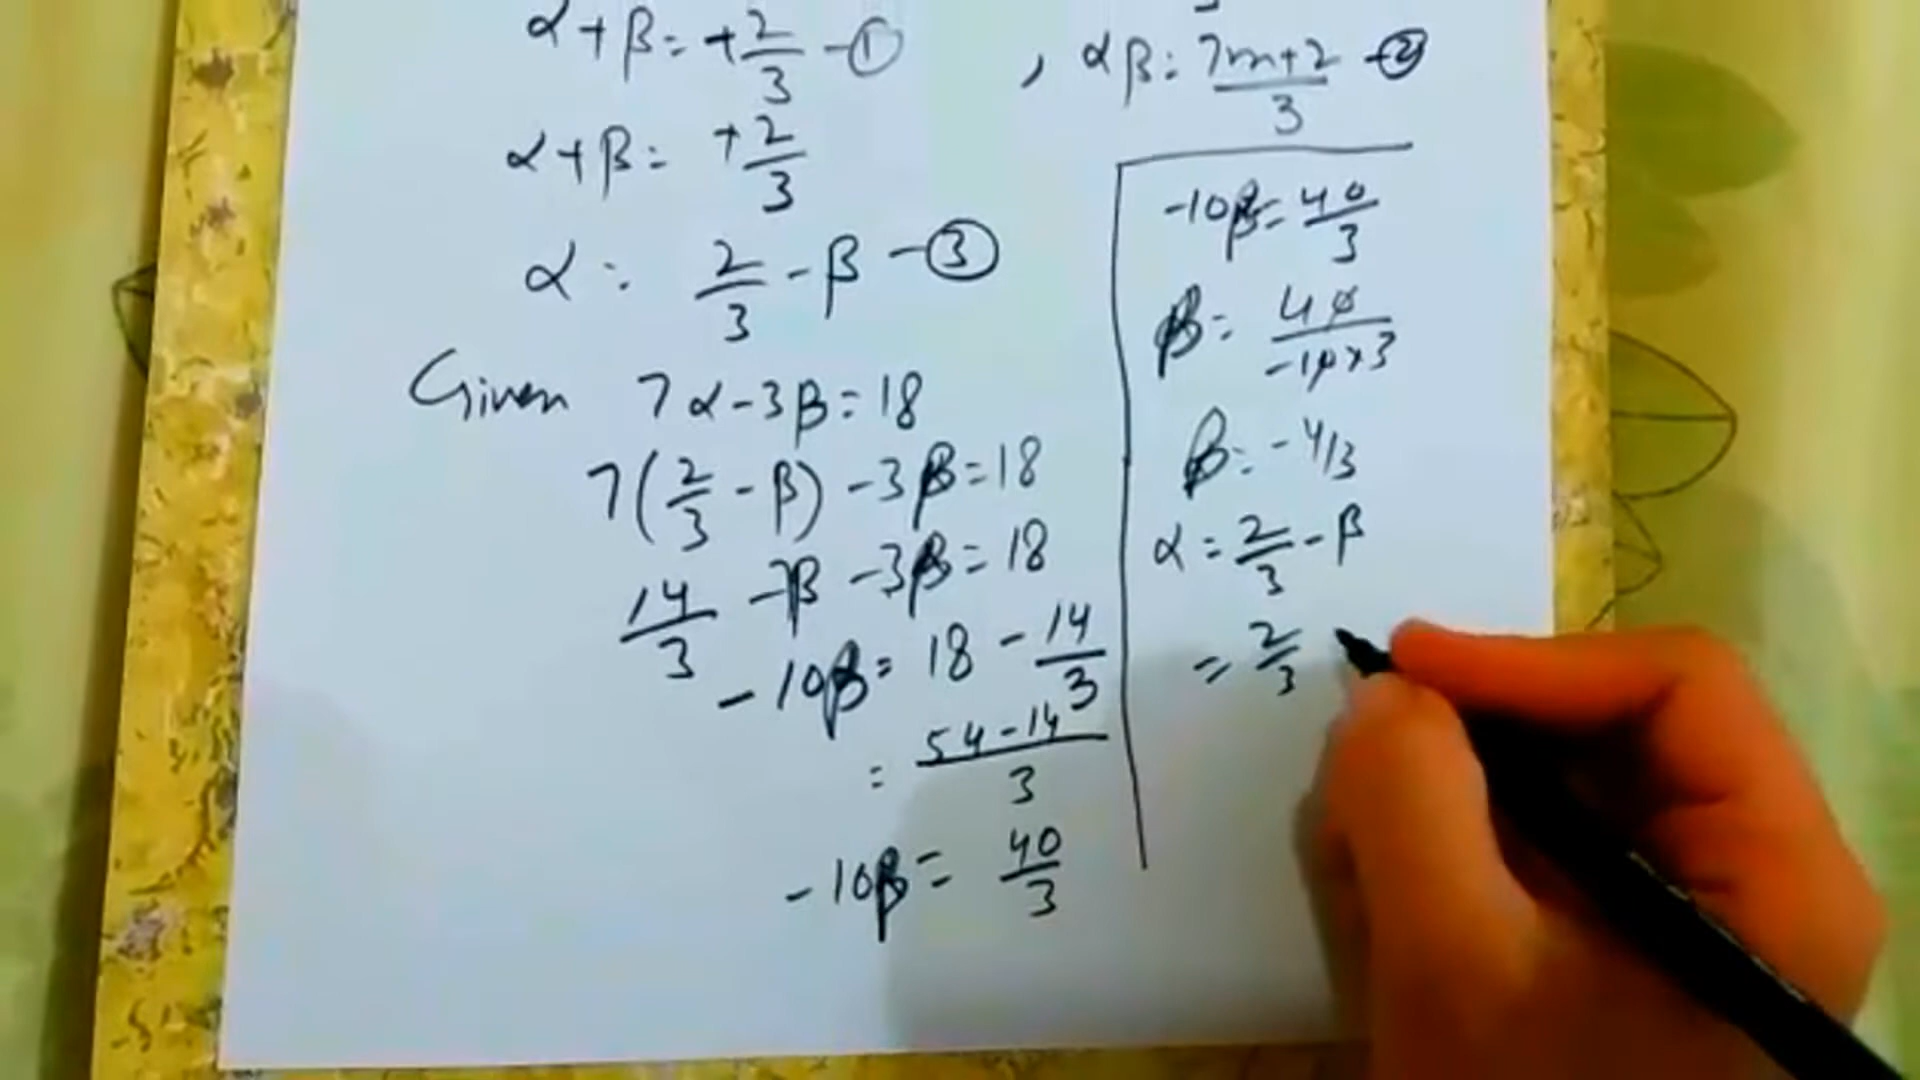 α+β=+2/3 -①
, αβ=7m+2/3 -②
α+β= +2/3
α= 2/3 -β -③
Given 7α-3β=18
7(2/3-β) -3β=18
14/3 -7β -3β=18
-10β= 18-14/3
= 54-14/3
-10β= 40/3
-10β=40/3
β= 40/-10×3
β=-4/3
α=2/3-β
=2/3